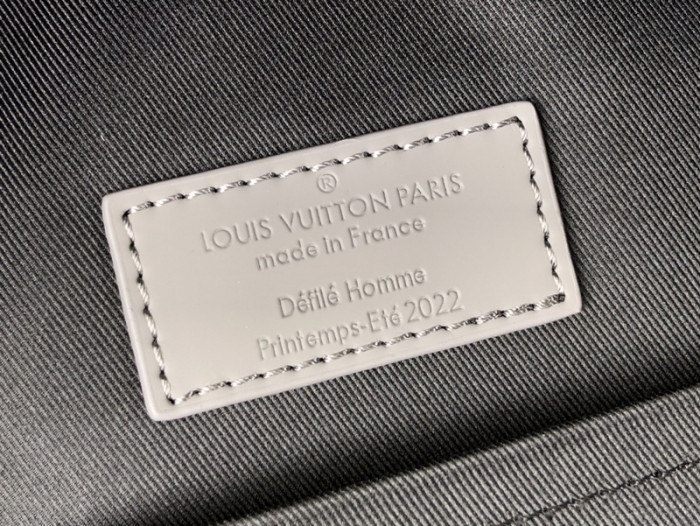 ®
LOUIS VUITTON PARIS
made in France
Défilé Homme
Printemps-Eté 2022